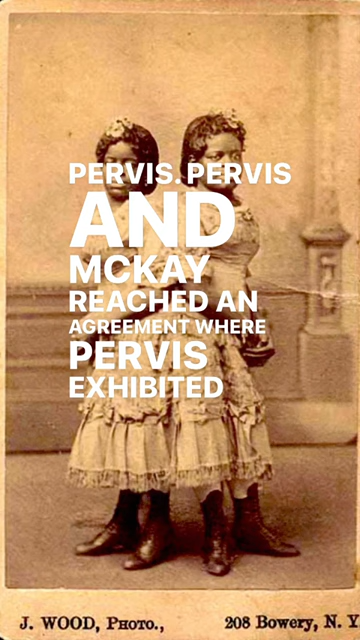 PERVIS. PERVIS
AND
MCKAY
REACHED AN
AGREEMENT WHERE
PERVIS
EXHIBITED
J. WOOD, PHOTO., 208 Bowery, N. Y